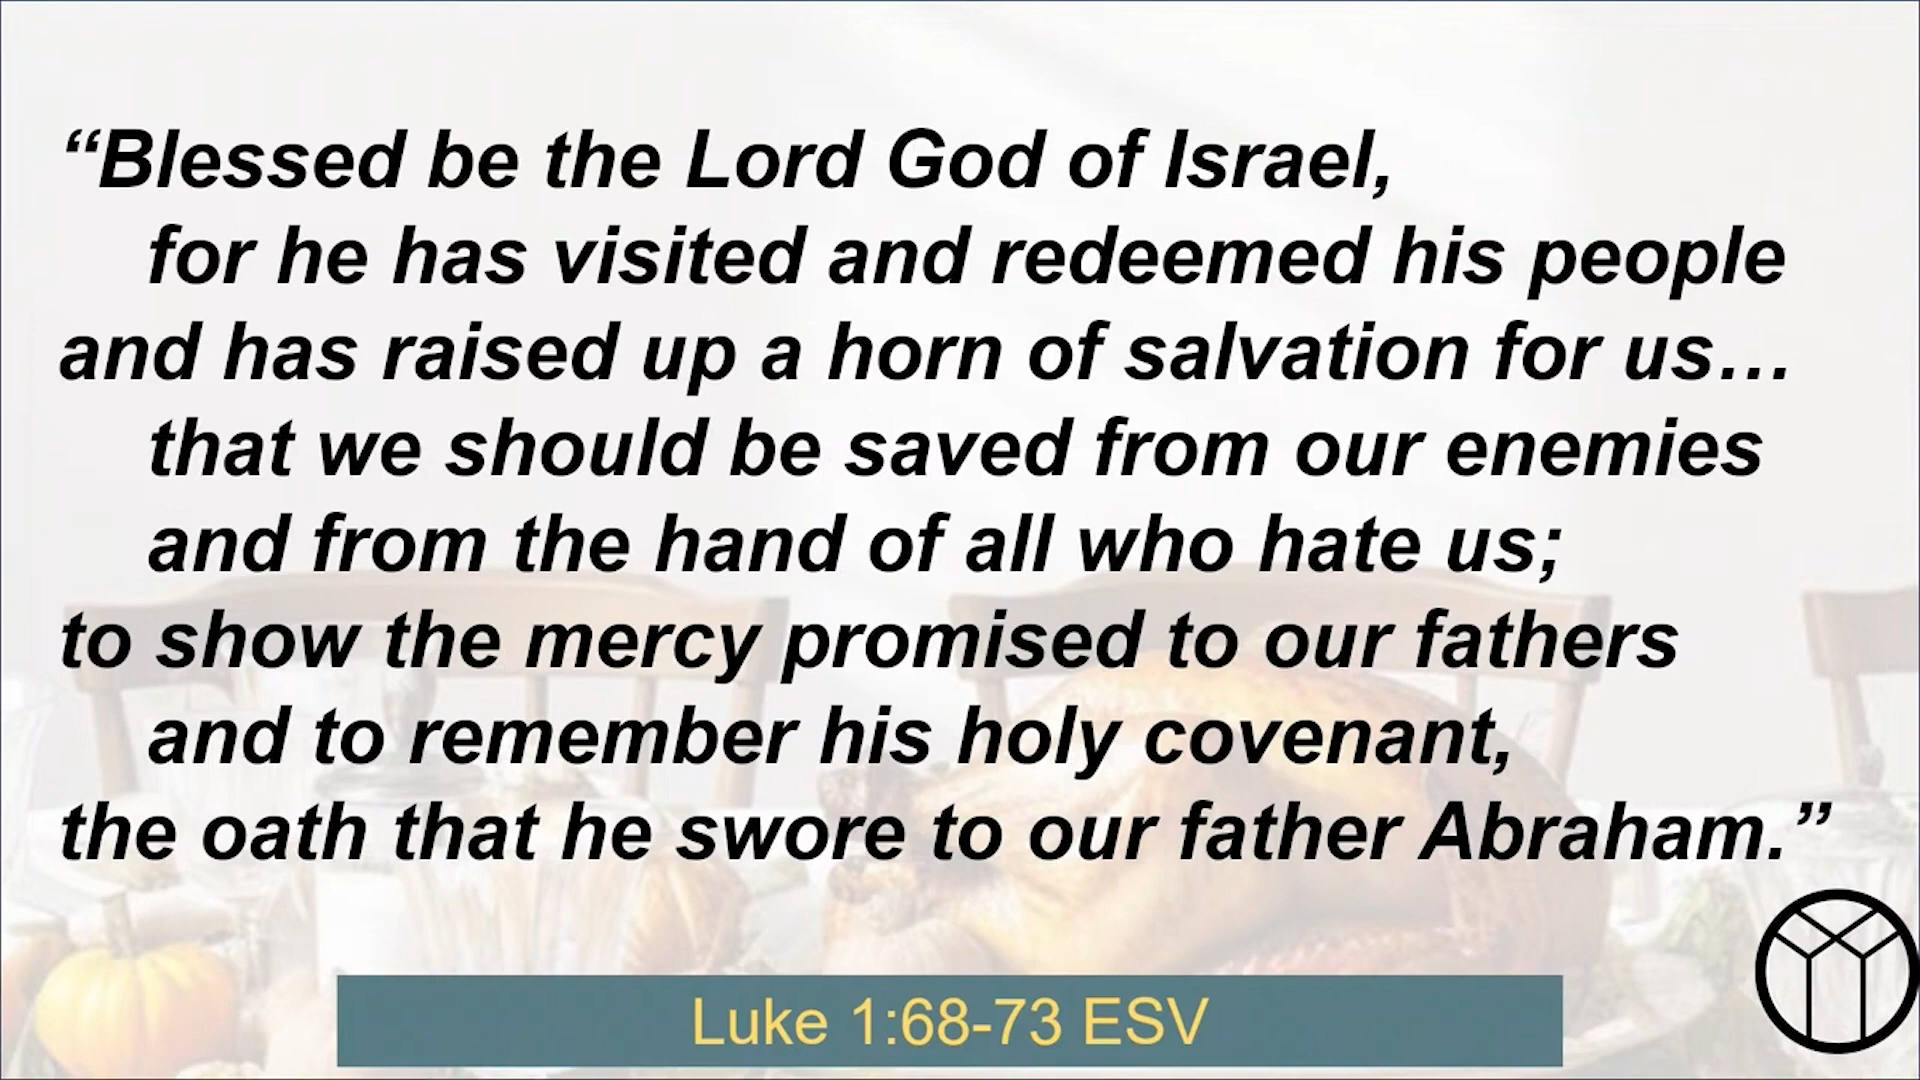 “Blessed be the Lord God of Israel,
for he has visited and redeemed his people
and has raised up a horn of salvation for us…
that we should be saved from our enemies
and from the hand of all who hate us;
to show the mercy promised to our fathers
and to remember his holy covenant,
the oath that he swore to our father Abraham.”
Luke 1:68-73 ESV